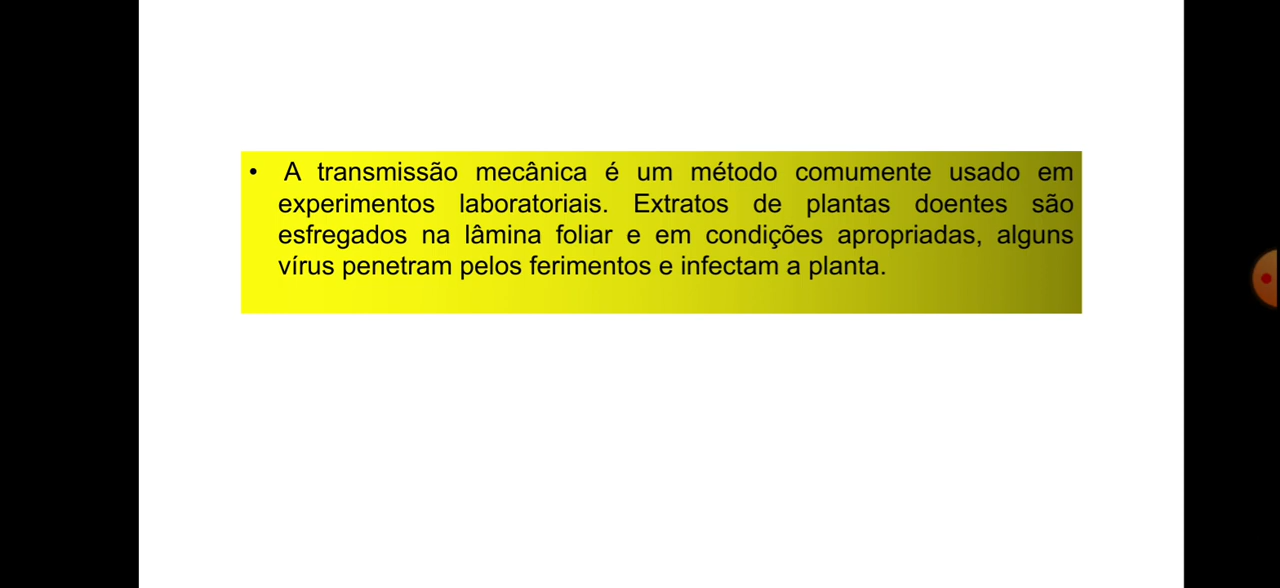 • A transmissão mecânica é um método comumente usado em
experimentos laboratoriais. Extratos de plantas doentes são
esfregados na lâmina foliar e em condições apropriadas, alguns
vírus penetram pelos ferimentos e infectam a planta.